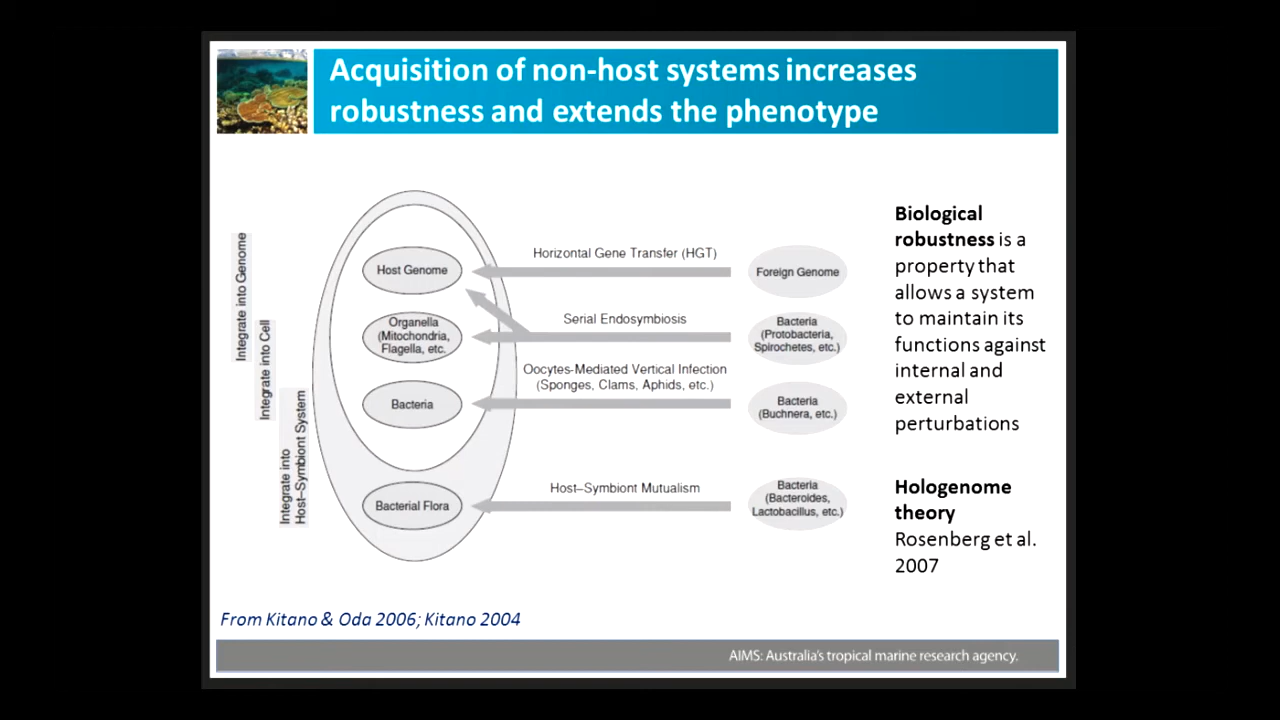 Acquisition of non-host systems increases
robustness and extends the phenotype
Integrate into Genome
Integrate into Cell
Integrate into
Host–Symbiont System
Host Genome
Horizontal Gene Transfer (HGT)
Foreign Genome
Organella
(Mitochondria,
Flagella, etc.
Serial Endosymbiosis
Bacteria
(Protobacteria,
Spirochetes, etc.)
Bacteria
Oocytes-Mediated Vertical Infection
(Sponges, Clams, Aphids, etc.)
Bacteria
(Buchnera, etc.)
Bacterial Flora
Host–Symbiont Mutualism
Bacteria
(Bacteroides,
Lactobacillus, etc.)
Biological
robustness is a
property that
allows a system
to maintain its
functions against
internal and
external
perturbations
Hologenome
theory
Rosenberg et al.
2007
From Kitano & Oda 2006; Kitano 2004
AIMS: Australia's tropical marine research agency.